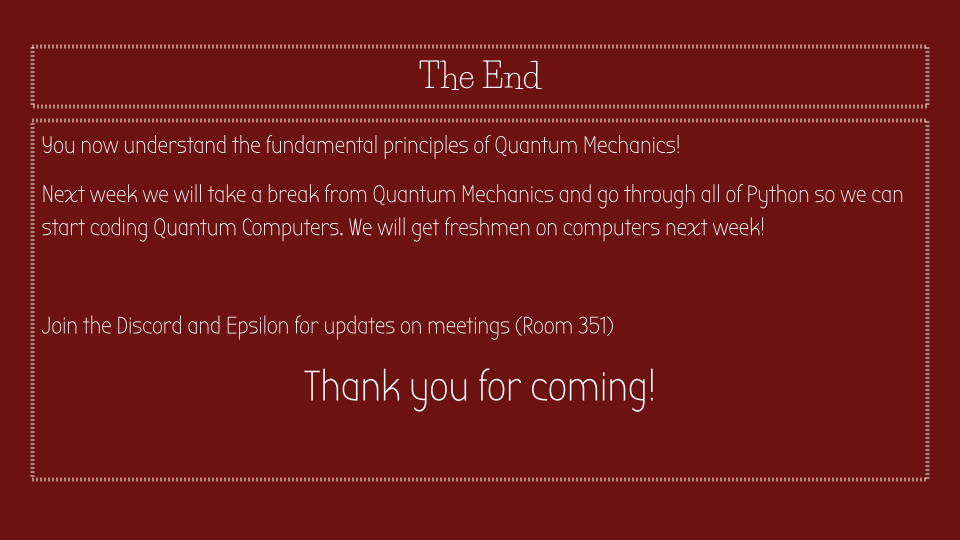 The End
You now understand the fundamental principles of Quantum Mechanics!
Next week we will take a break from Quantum Mechanics and go through all of Python so we can
start coding Quantum Computers. We will get freshmen on computers next week!
Join the Discord and Epsilon for updates on meetings (Room 351)
Thank you for coming!